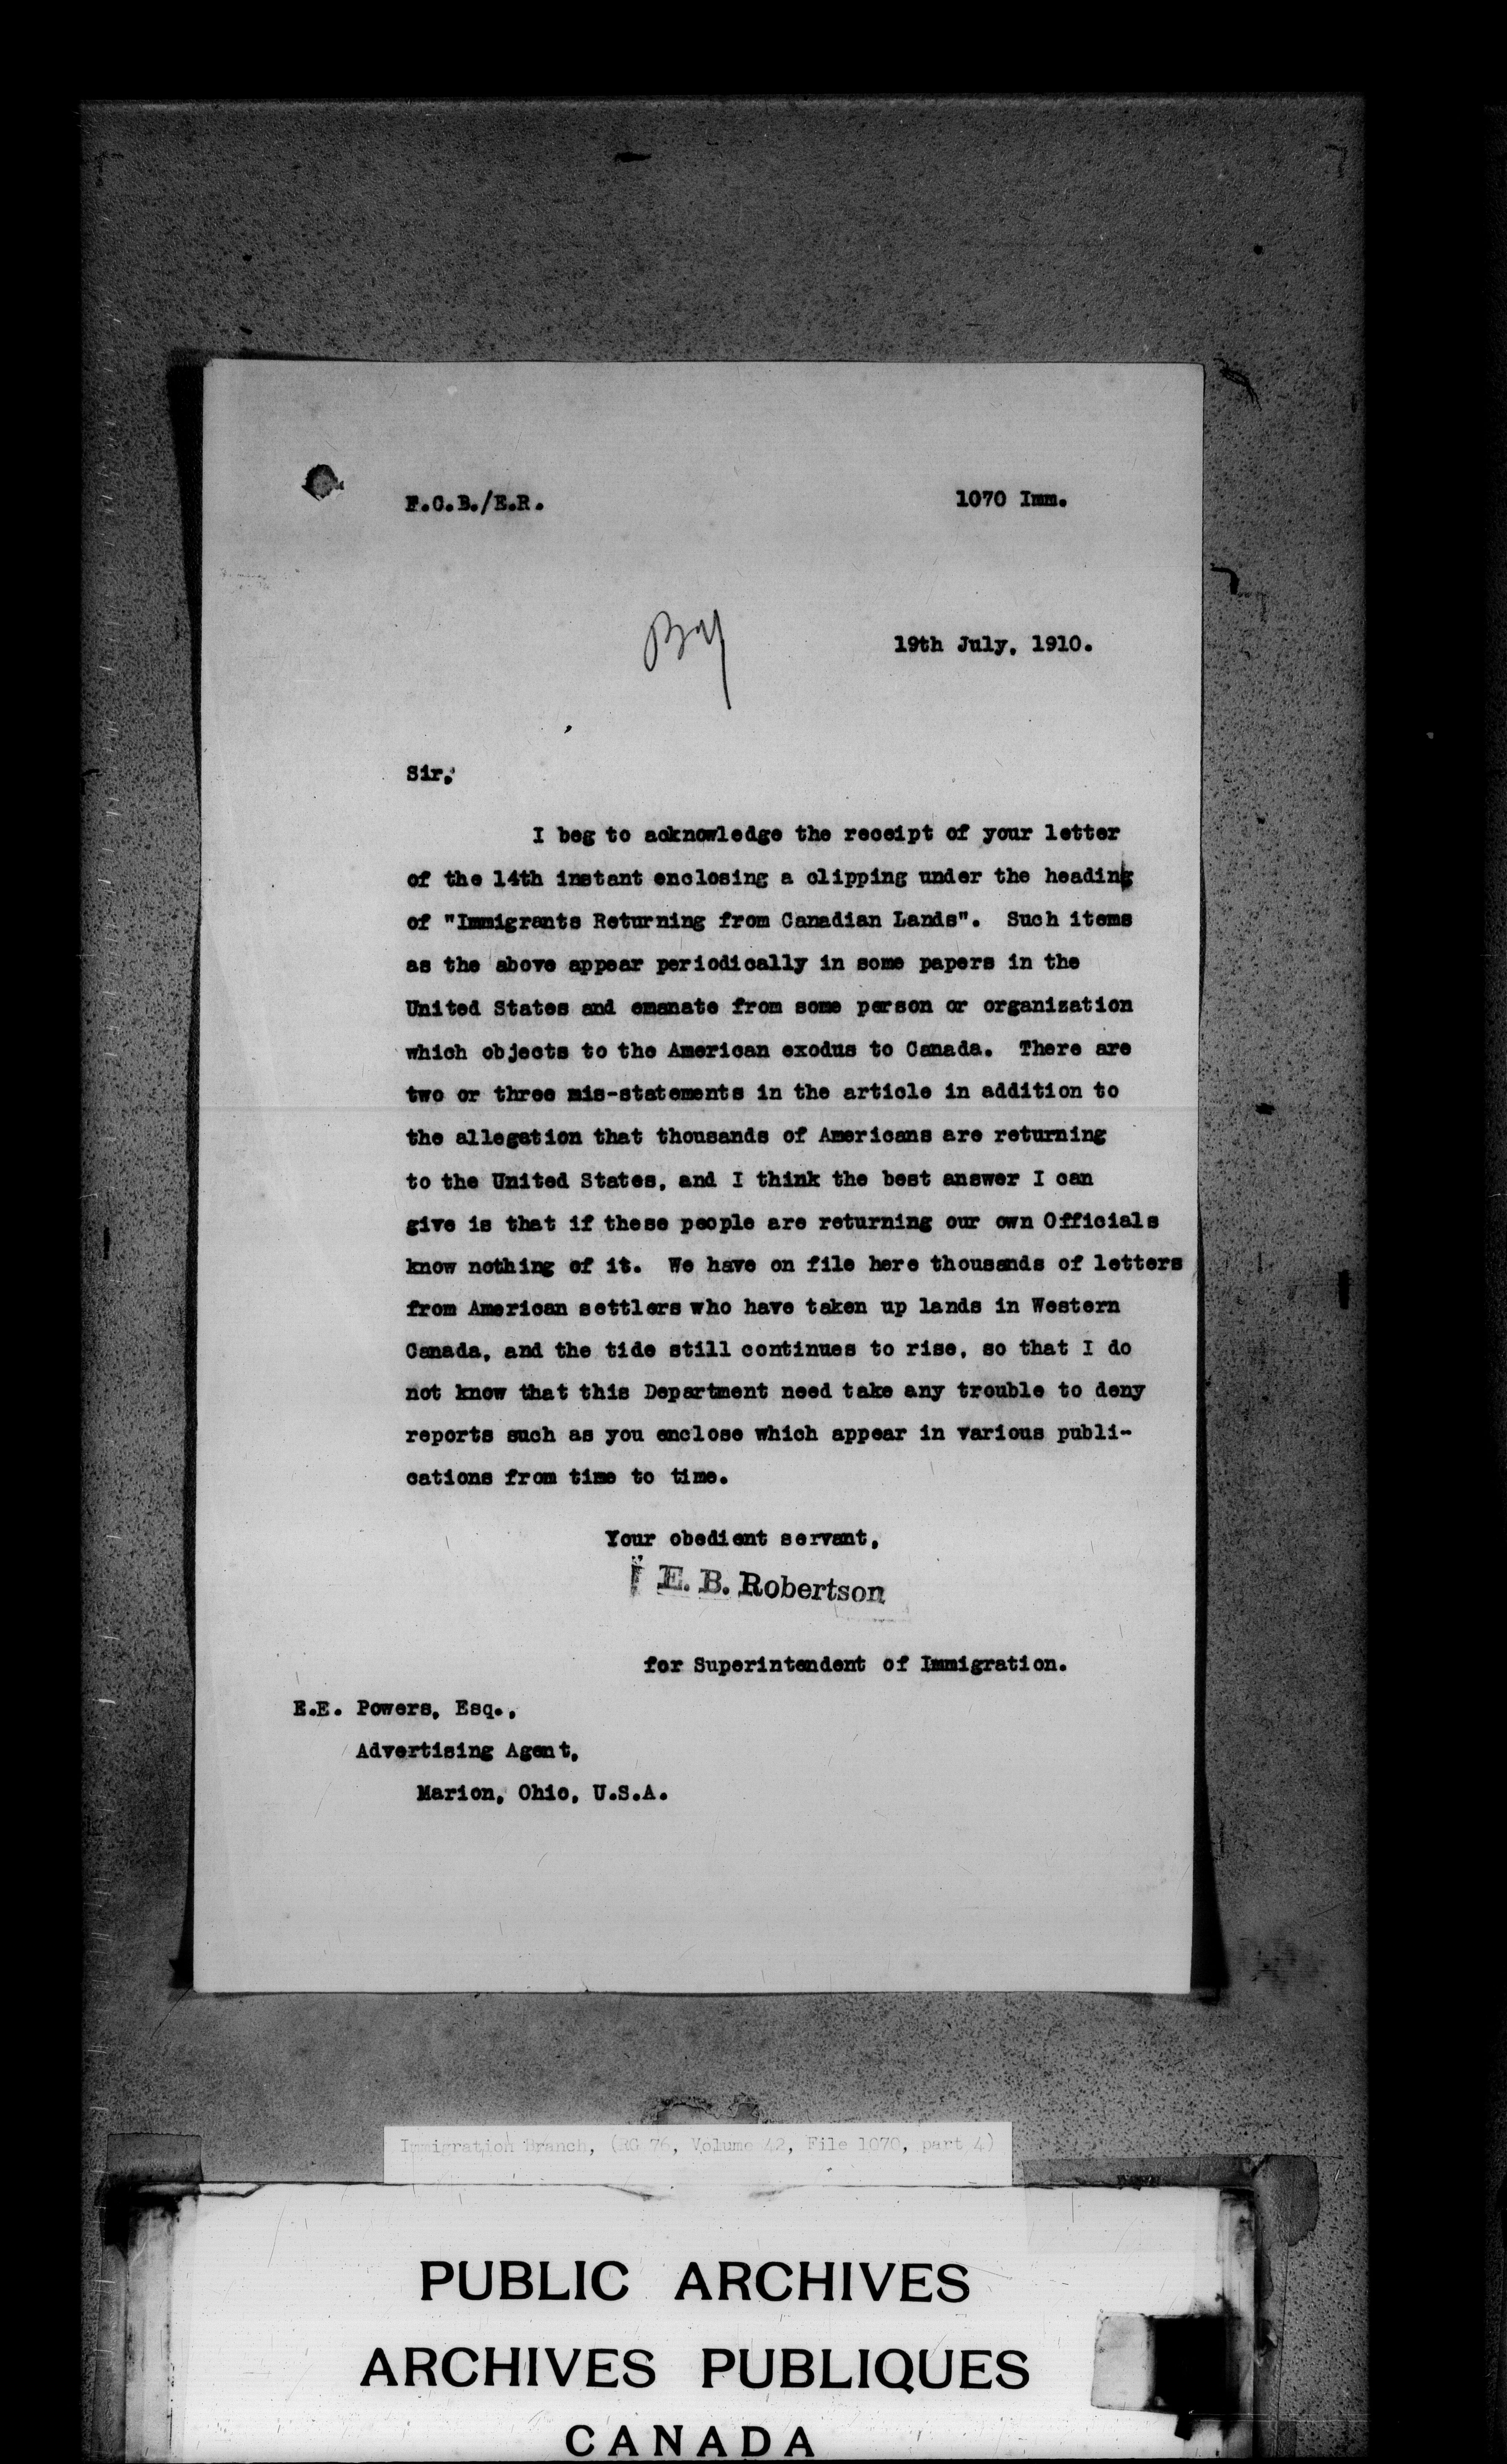 F.C.B./E.R.
1070 Imm.
19th July, 1910.
Sir,
I beg to acknowledge the receipt of your letter
of the 14th instant enclosing a clipping under the heading
of "Immigrants Returning from Canadian Lands". Such items
as the above appear periodically in some papers in the
United States and emanate from some person or organization
which objects to the American exodus to Canada. There are
two or three mis-statements in the article in addition to
the allegation that thousands of Americans are returning
to the United States, and I think the best answer I can
give is that if these people are returning our own Officials
know nothing of it. We have on file here thousands of letters
from American settlers who have taken up lands in Western
Canada, and the tide still continues to rise, so that I do
not know that this Department need take any trouble to deny
reports such as you enclose which appear in various publi-
cations from time to time.
Your obedient servant,
E. B. Robertson
for Superintendent of Immigration.
E.E. Powers, Esq.,
Advertising Agent,
Marion, Ohio, U.S.A.
Immigration Branch, (RG 76, Volume 42, File 1070, part 4)
PUBLIC ARCHIVES
ARCHIVES PUBLIQUES
CANADA